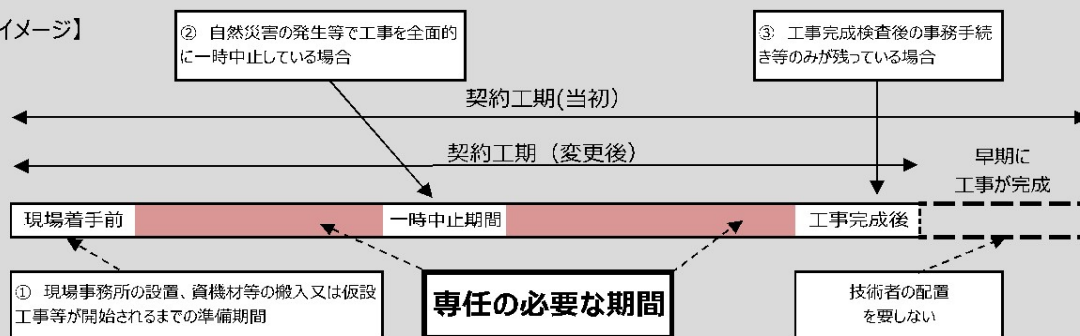 イメージ】
② 自然災害の発生等で工事を全面的
に一時中止している場合
③ 工事完成検査後の事務手続
き等のみが残っている場合
契約工期(当初)
契約工期（変更後）
早期に
工事が完成
現場着手前
一時中止期間
工事完成後
① 現場事務所の設置、資機材等の搬入又は仮設
工事等が開始されるまでの準備期間
専任の必要な期間
技術者の配置
を要しない